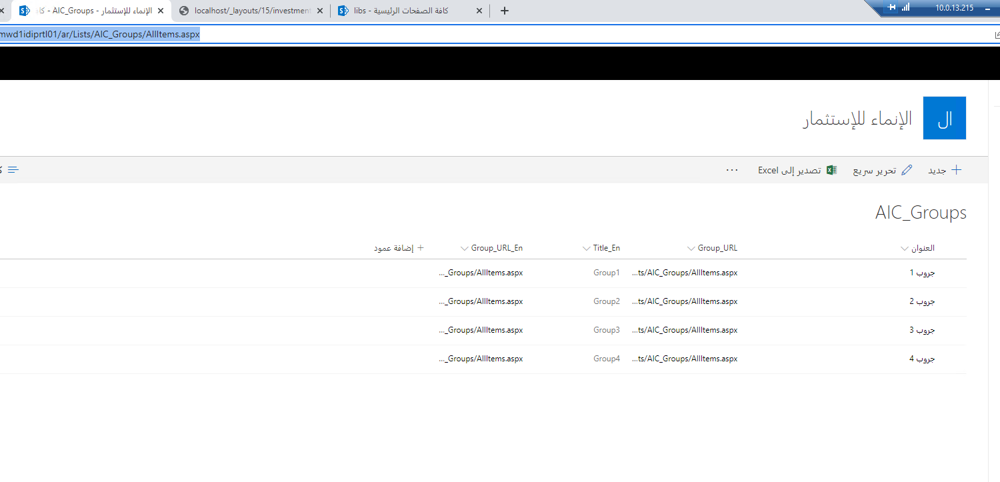 AIC_Groups - الإنماء للإستثمار - كا
localhost/_layouts/15/investment
libs - كافة الصفحات الرئيسية
10.0.13.215
mwd1idiprtl01/ar/Lists/AIC_Groups/AllItems.aspx
ال
الإنماء للإستثمار
جديد
تحرير سريع
تصدير إلى Excel
...
AIC_Groups
العنوان Group_URL Title_En Group_URL_En إضافة عمود
جروب 1 ...ts/AIC_Groups/AllItems.aspx Group1 ..._Groups/AllItems.aspx
جروب 2 ...ts/AIC_Groups/AllItems.aspx Group2 ..._Groups/AllItems.aspx
جروب 3 ...ts/AIC_Groups/AllItems.aspx Group3 ..._Groups/AllItems.aspx
جروب 4 ...ts/AIC_Groups/AllItems.aspx Group4 ..._Groups/AllItems.aspx